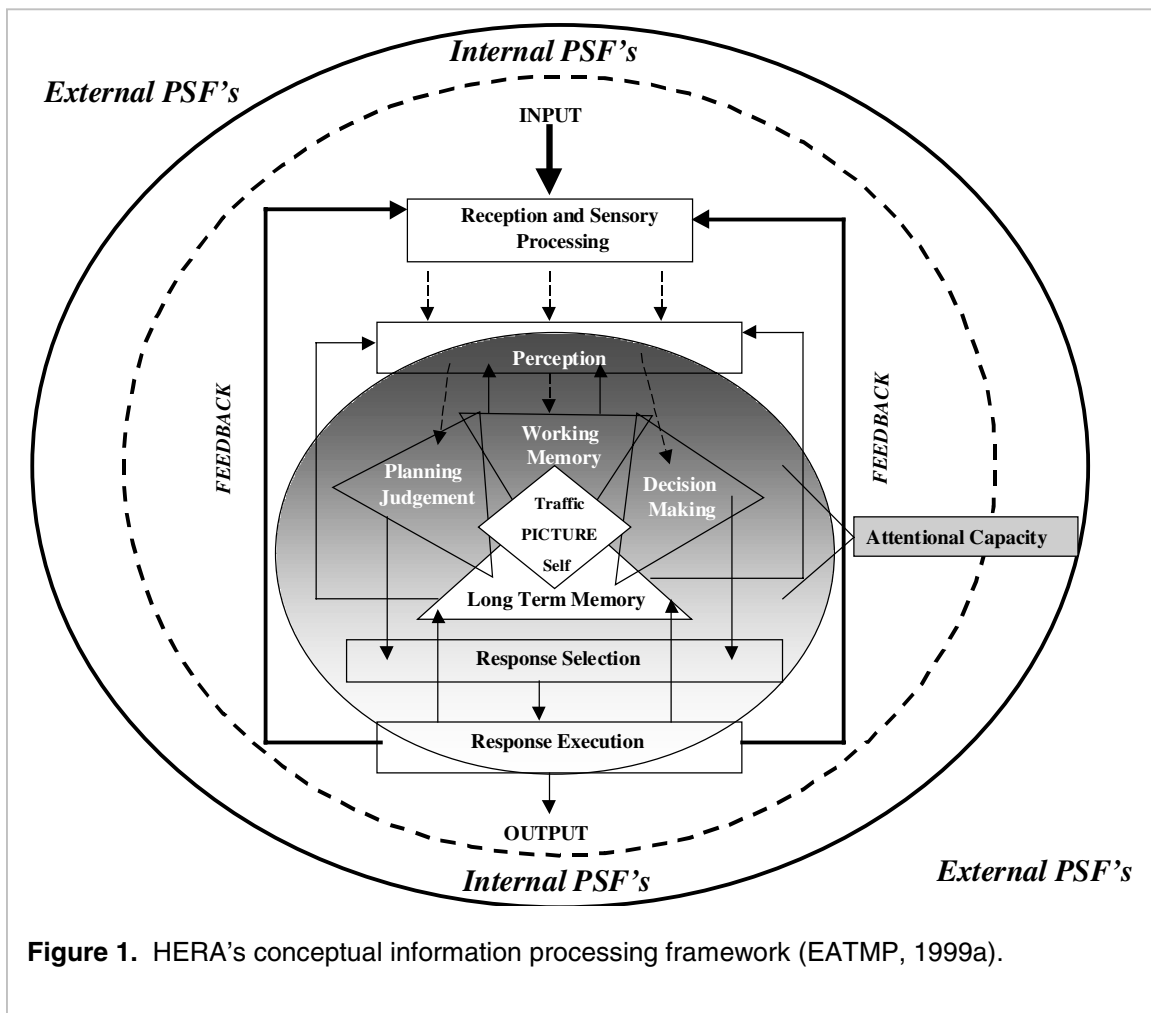 Internal PSF's
External PSF's
INPUT
Reception and Sensory
Processing
Perception
FEEDBACK
FEEDBACK
Working
Memory
Planning
Judgement
Decision
Making
Traffic
PICTURE
Self
Attentional Capacity
Long Term Memory
Response Selection
Response Execution
OUTPUT
Internal PSF's
External PSF's
Figure 1. HERA's conceptual information processing framework (EATMP, 1999a).